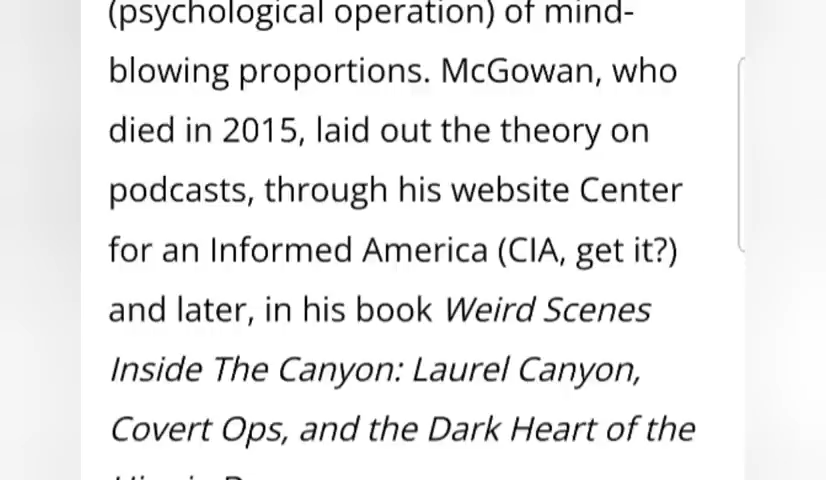 (psychological operation) of mind-
blowing proportions. McGowan, who
died in 2015, laid out the theory on
podcasts, through his website Center
for an Informed America (CIA, get it?)
and later, in his book Weird Scenes
Inside The Canyon: Laurel Canyon,
Covert Ops, and the Dark Heart of the